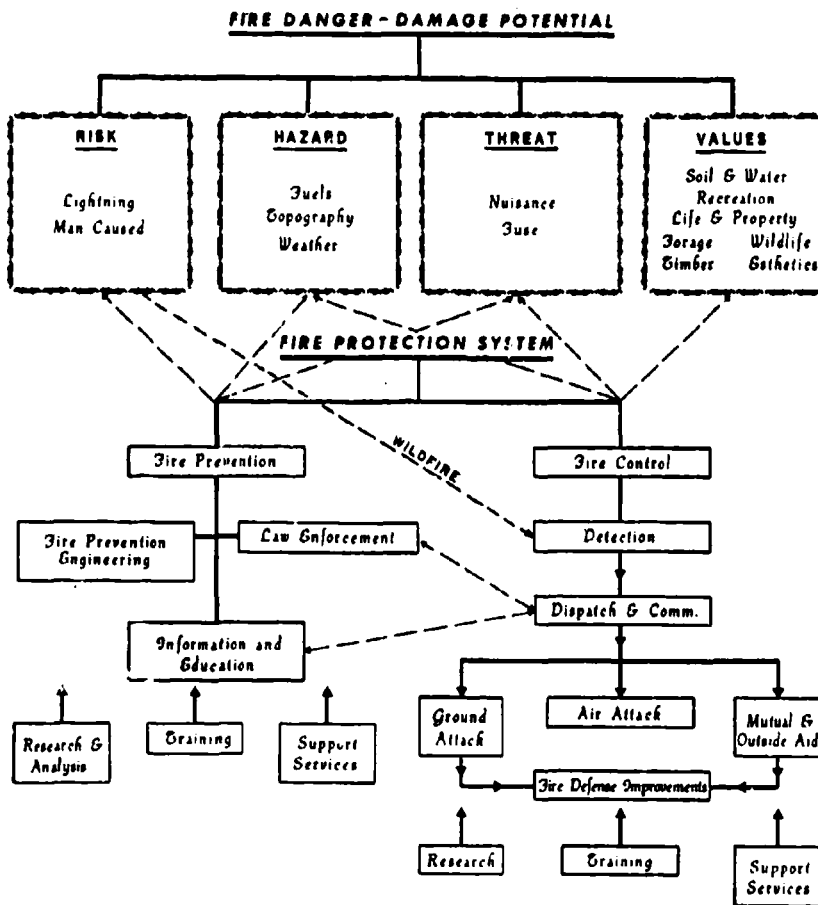 FIRE DANGER - DAMAGE POTENTIAL
RISK
Lightning
Man Caused
HAZARD
Fuels
Topography
Weather
THREAT
Nuisance
Fuse
VALUES
Soil & Water
Recreation
Life & Property
Forage Wildlife
Timber Esthetics
FIRE PROTECTION SYSTEM
WILDFIRE
Fire Prevention
Fire Prevention
Engineering
Law Enforcement
Information and
Education
Research &
Analysis
Training
Support
Services
Fire Control
Detection
Dispatch & Comm.
Ground
Attack
Air Attack
Mutual &
Outside Aid
Fire Defense Improvements
Research
Training
Support
Services